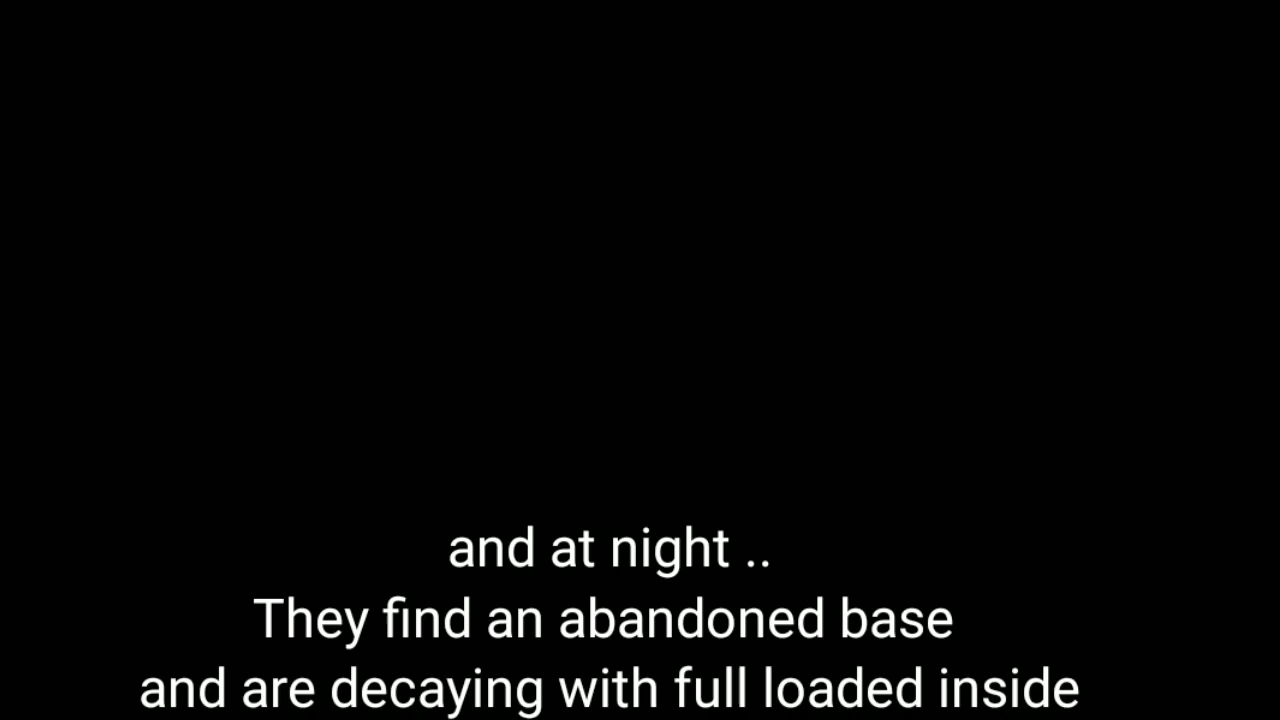 and at night ..
They find an abandoned base
and are decaying with full loaded inside